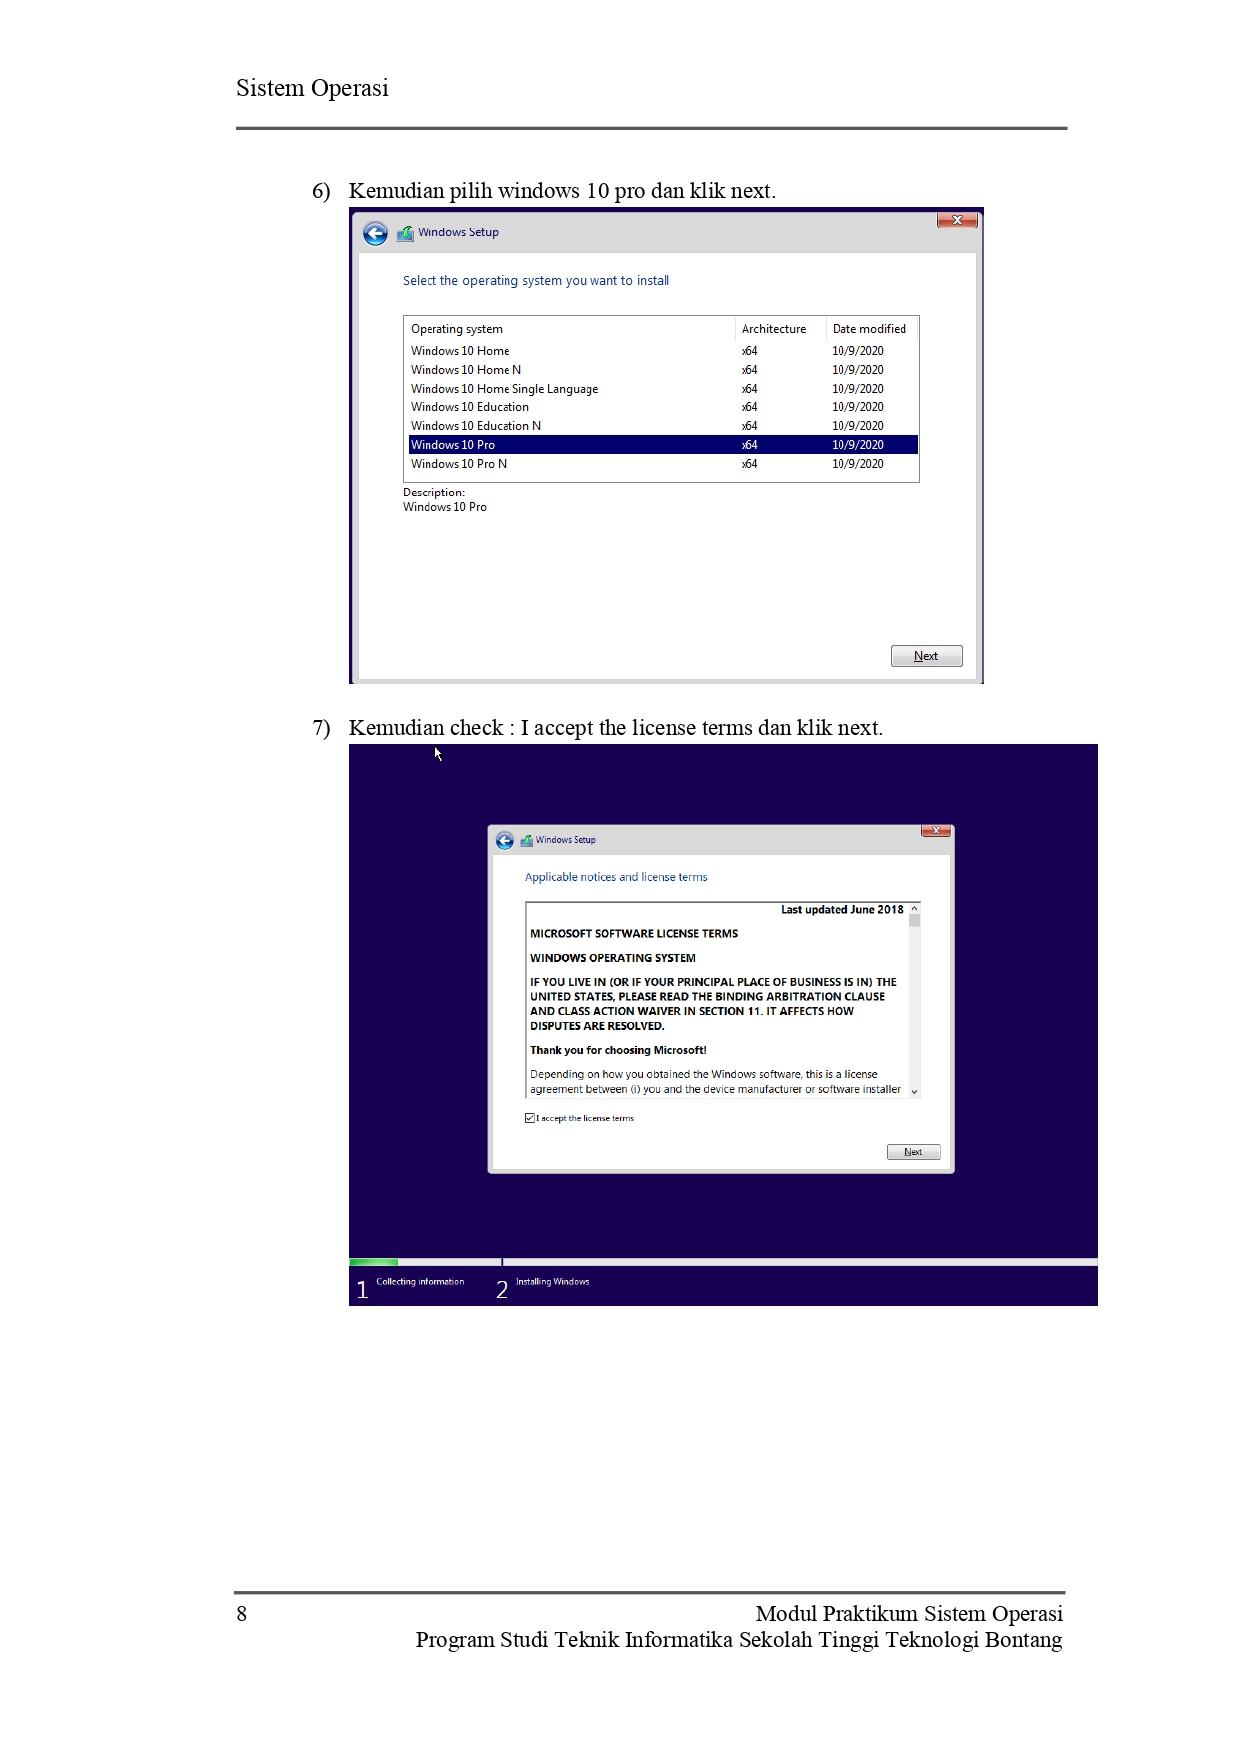 Sistem Operasi
6) Kemudian pilih windows 10 pro dan klik next.
Windows Setup
Select the operating system you want to install
Operating system Architecture Date modified
Windows 10 Home x64 10/9/2020
Windows 10 Home N x64 10/9/2020
Windows 10 Home Single Language x64 10/9/2020
Windows 10 Education x64 10/9/2020
Windows 10 Education N x64 10/9/2020
Windows 10 Pro x64 10/9/2020
Windows 10 Pro N x64 10/9/2020
Description:
Windows 10 Pro
Next
7) Kemudian check : I accept the license terms dan klik next.
Windows Setup
Applicable notices and license terms
Last updated June 2018
MICROSOFT SOFTWARE LICENSE TERMS
WINDOWS OPERATING SYSTEM
IF YOU LIVE IN (OR IF YOUR PRINCIPAL PLACE OF BUSINESS IS IN) THE
UNITED STATES, PLEASE READ THE BINDING ARBITRATION CLAUSE
AND CLASS ACTION WAIVER IN SECTION 11. IT AFFECTS HOW
DISPUTES ARE RESOLVED.
Thank you for choosing Microsoft!
Depending on how you obtained the Windows software, this is a license
agreement between (i) you and the device manufacturer or software installer
I accept the license terms
Next
1 Collecting information 2 Installing Windows
8 Modul Praktikum Sistem Operasi
Program Studi Teknik Informatika Sekolah Tinggi Teknologi Bontang